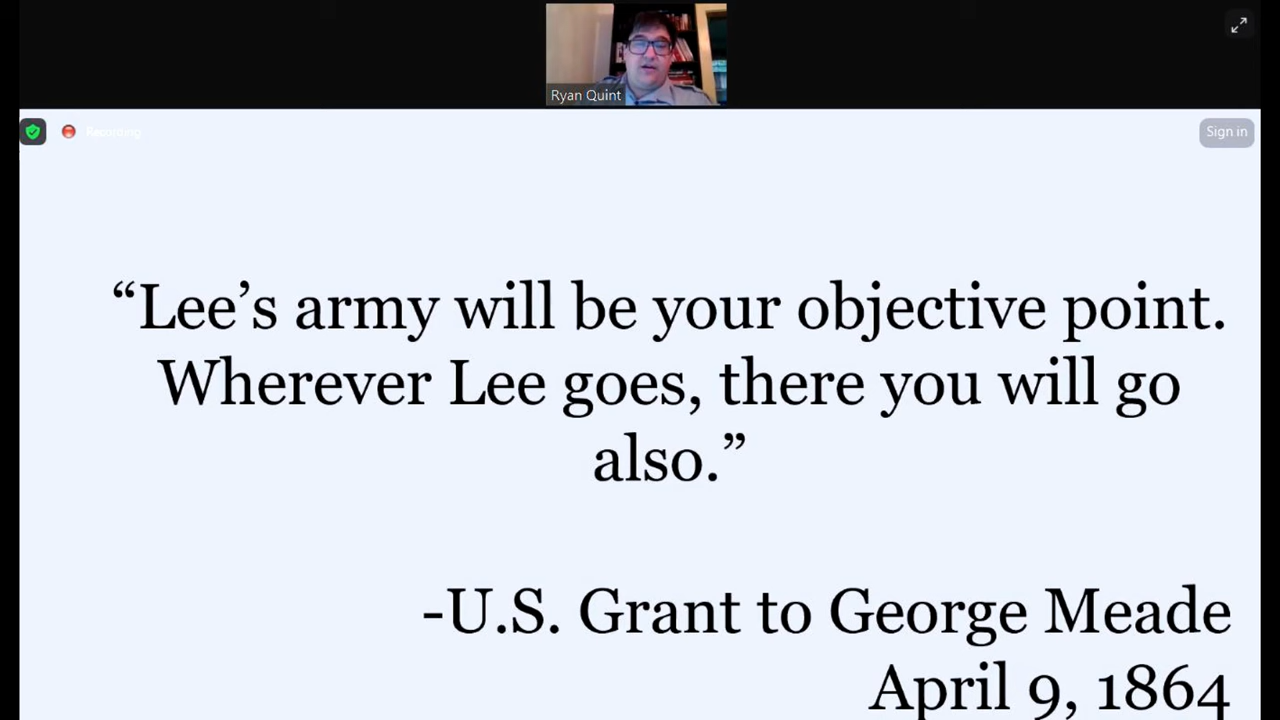 Ryan Quint
Recording
Sign in
“Lee’s army will be your objective point.
Wherever Lee goes, there you will go
also.”
-U.S. Grant to George Meade
April 9, 1864